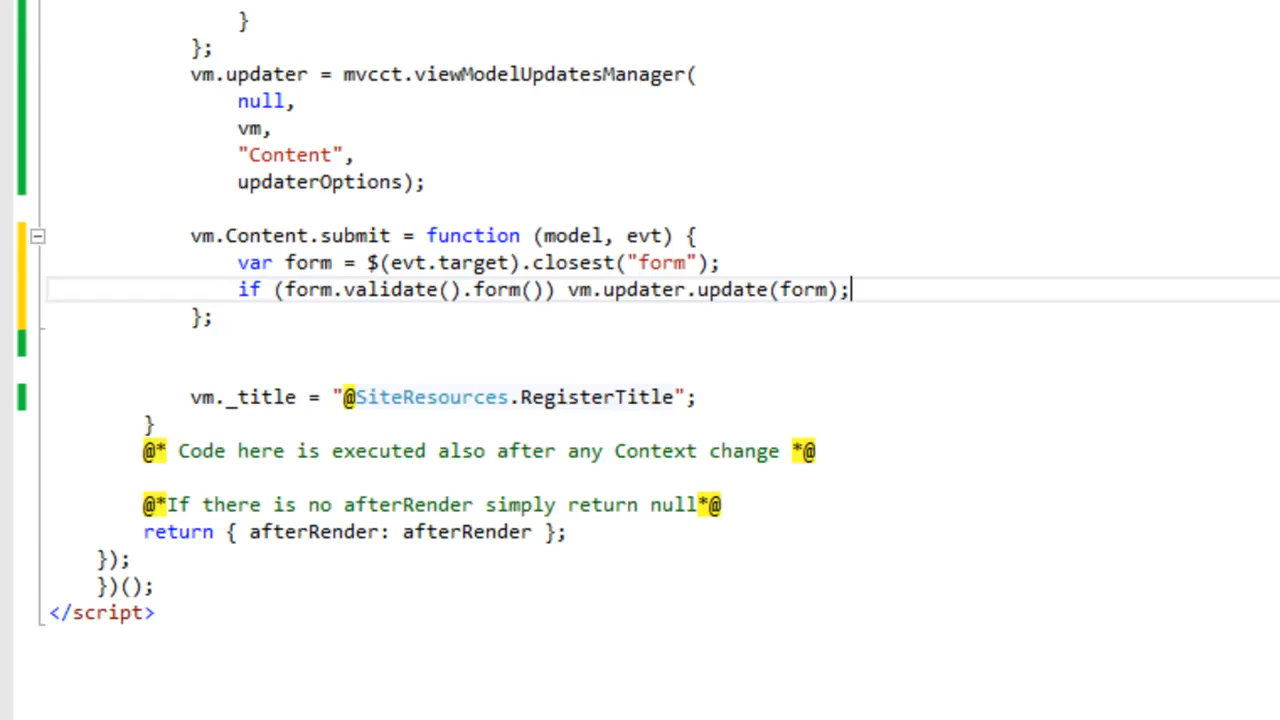 }
};
vm.updater = mvcct.viewModelUpdatesManager(
null,
vm,
"Content",
updaterOptions);
vm.Content.submit = function (model, evt) {
var form = $(evt.target).closest("form");
if (form.validate().form()) vm.updater.update(form);
};
vm._title = "@SiteResources.RegisterTitle";
}
@* Code here is executed also after any Context change *@
@*If there is no afterRender simply return null*@
return { afterRender: afterRender };
});
})();
</script>